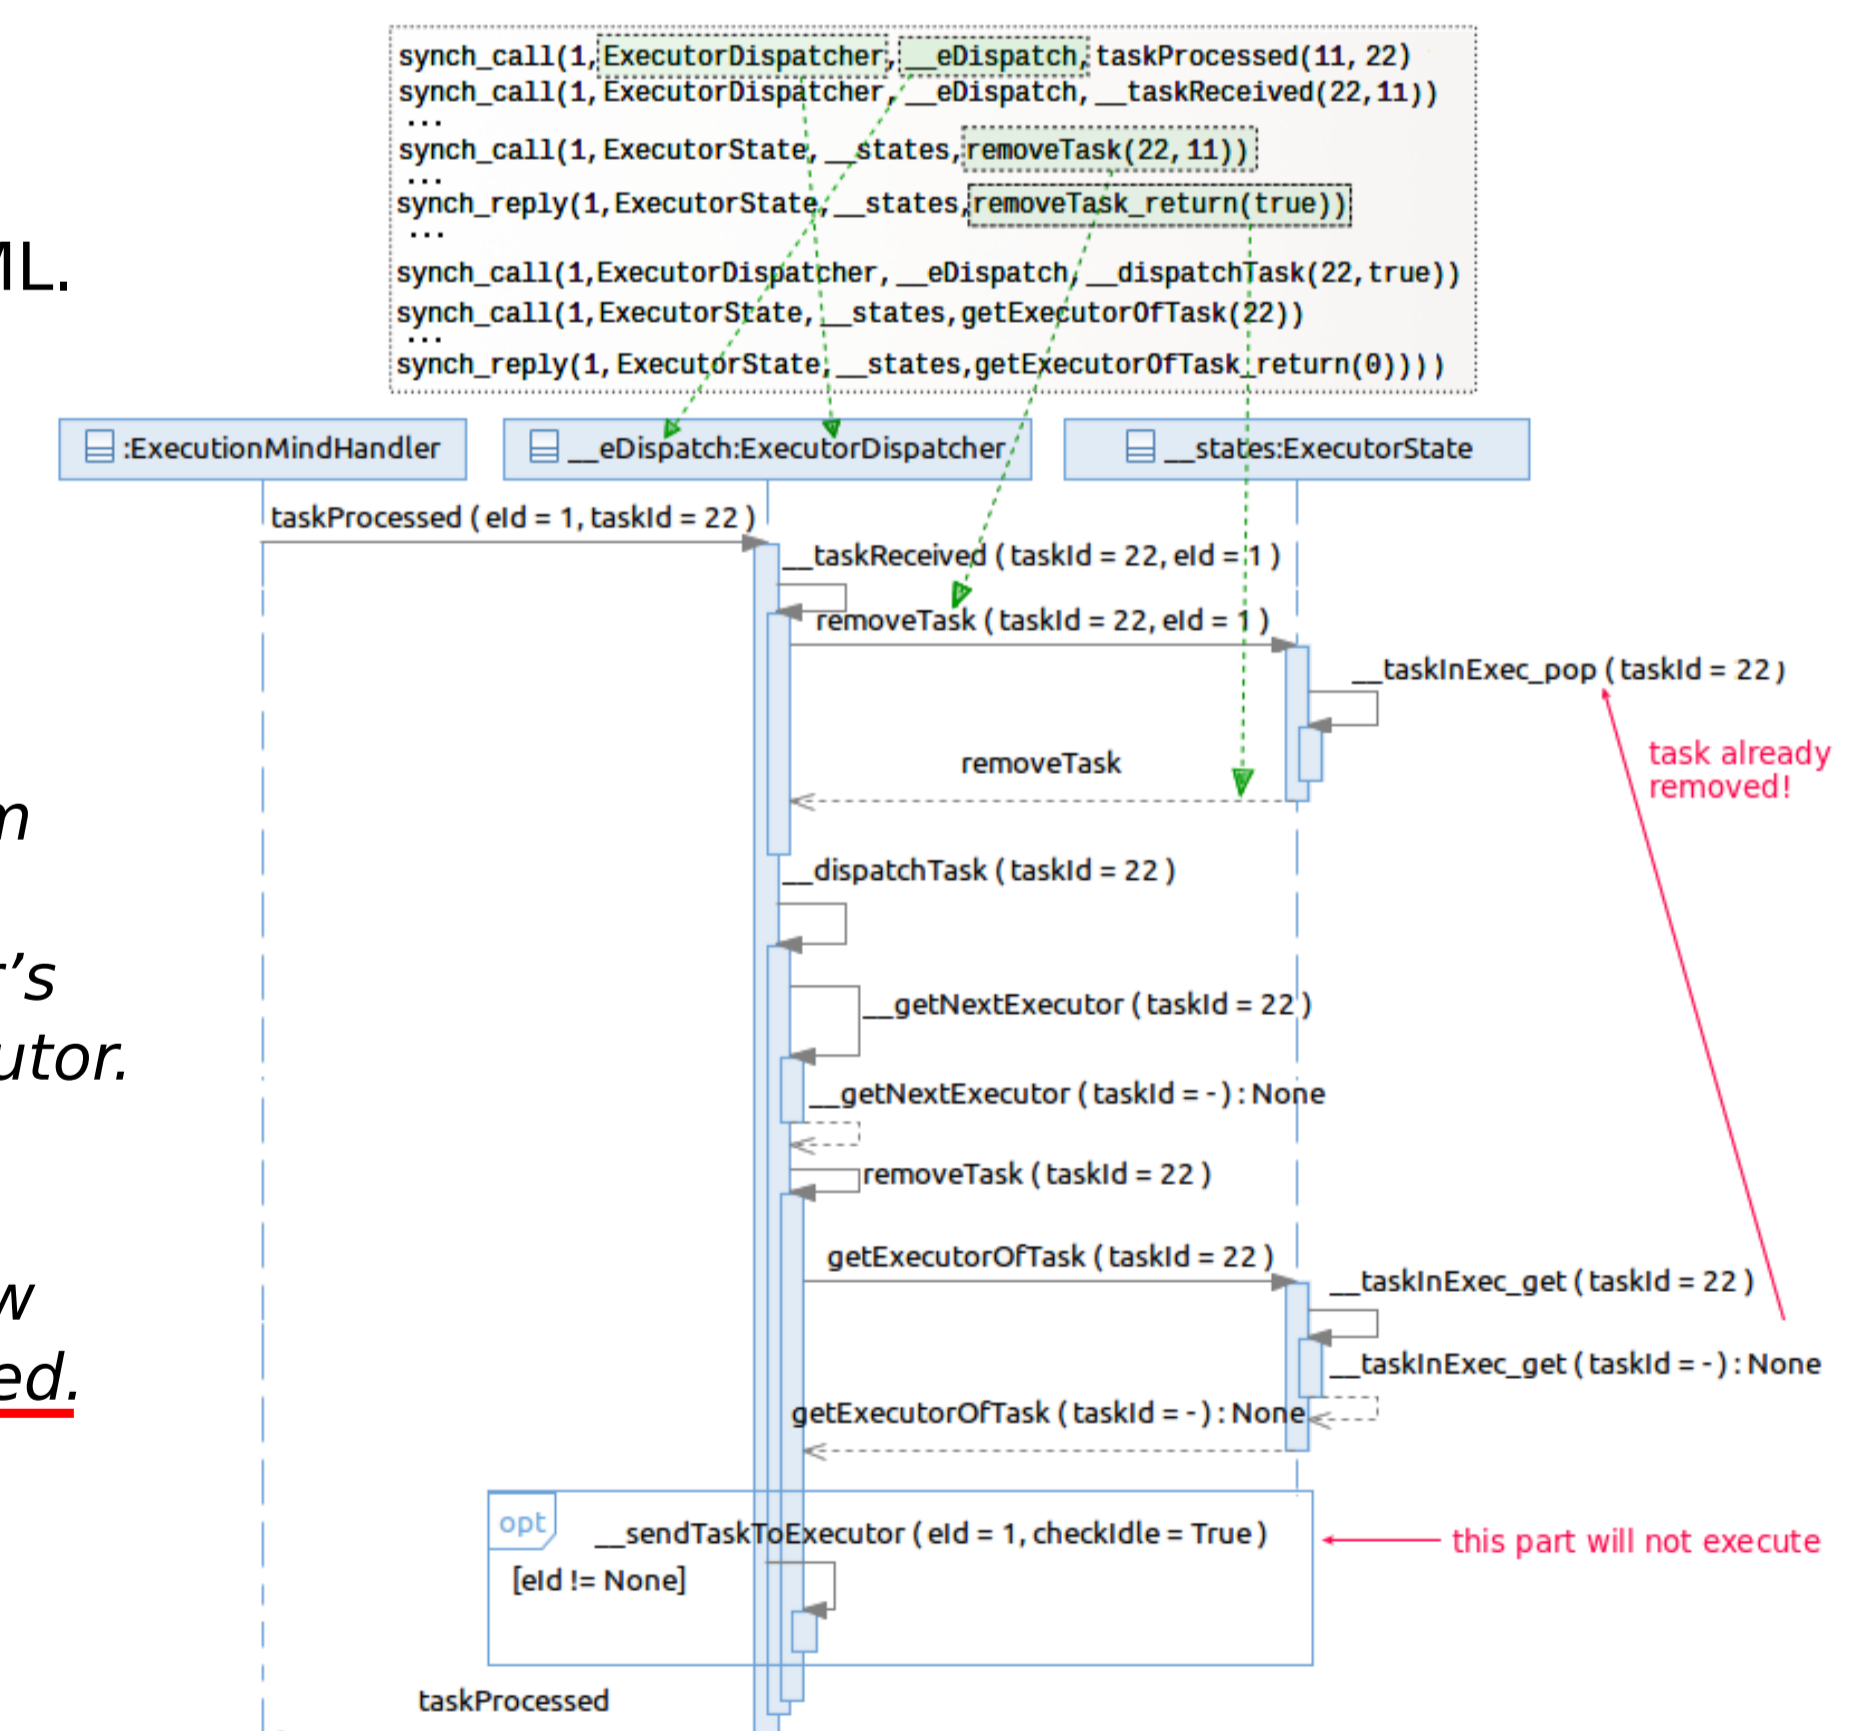 synch_call(1,ExecutorDispatcher,__eDispatch,taskProcessed(11,22)
synch_call(1,ExecutorDispatcher,__eDispatch,__taskReceived(22,11))
...
synch_call(1,ExecutorState,__states,removeTask(22,11))
...
synch_reply(1,ExecutorState,__states,removeTask_return(true))
...
synch_call(1,ExecutorDispatcher,__eDispatch,__dispatchTask(22,true))
synch_call(1,ExecutorState,__states,getExecutorOfTask(22))
...
synch_reply(1,ExecutorState,__states,getExecutorOfTask_return(0))))
ML.
m
r’s
utor.
w
ed.
:ExecutionMindHandler
__eDispatch:ExecutorDispatcher
__states:ExecutorState
taskProcessed ( eId = 1, taskId = 22 )
__taskReceived ( taskId = 22, eId = 1 )
removeTask ( taskId = 22, eId = 1 )
__taskInExec_pop ( taskId = 22 )
task already
removed!
removeTask
__dispatchTask ( taskId = 22 )
__getNextExecutor ( taskId = 22 )
__getNextExecutor ( taskId = - ) : None
removeTask ( taskId = 22 )
getExecutorOfTask ( taskId = 22 )
__taskInExec_get ( taskId = 22 )
__taskInExec_get ( taskId = - ) : None
getExecutorOfTask ( taskId = - ) : None
opt
__sendTaskToExecutor ( eId = 1, checkIdle = True )
[eId != None]
this part will not execute
taskProcessed